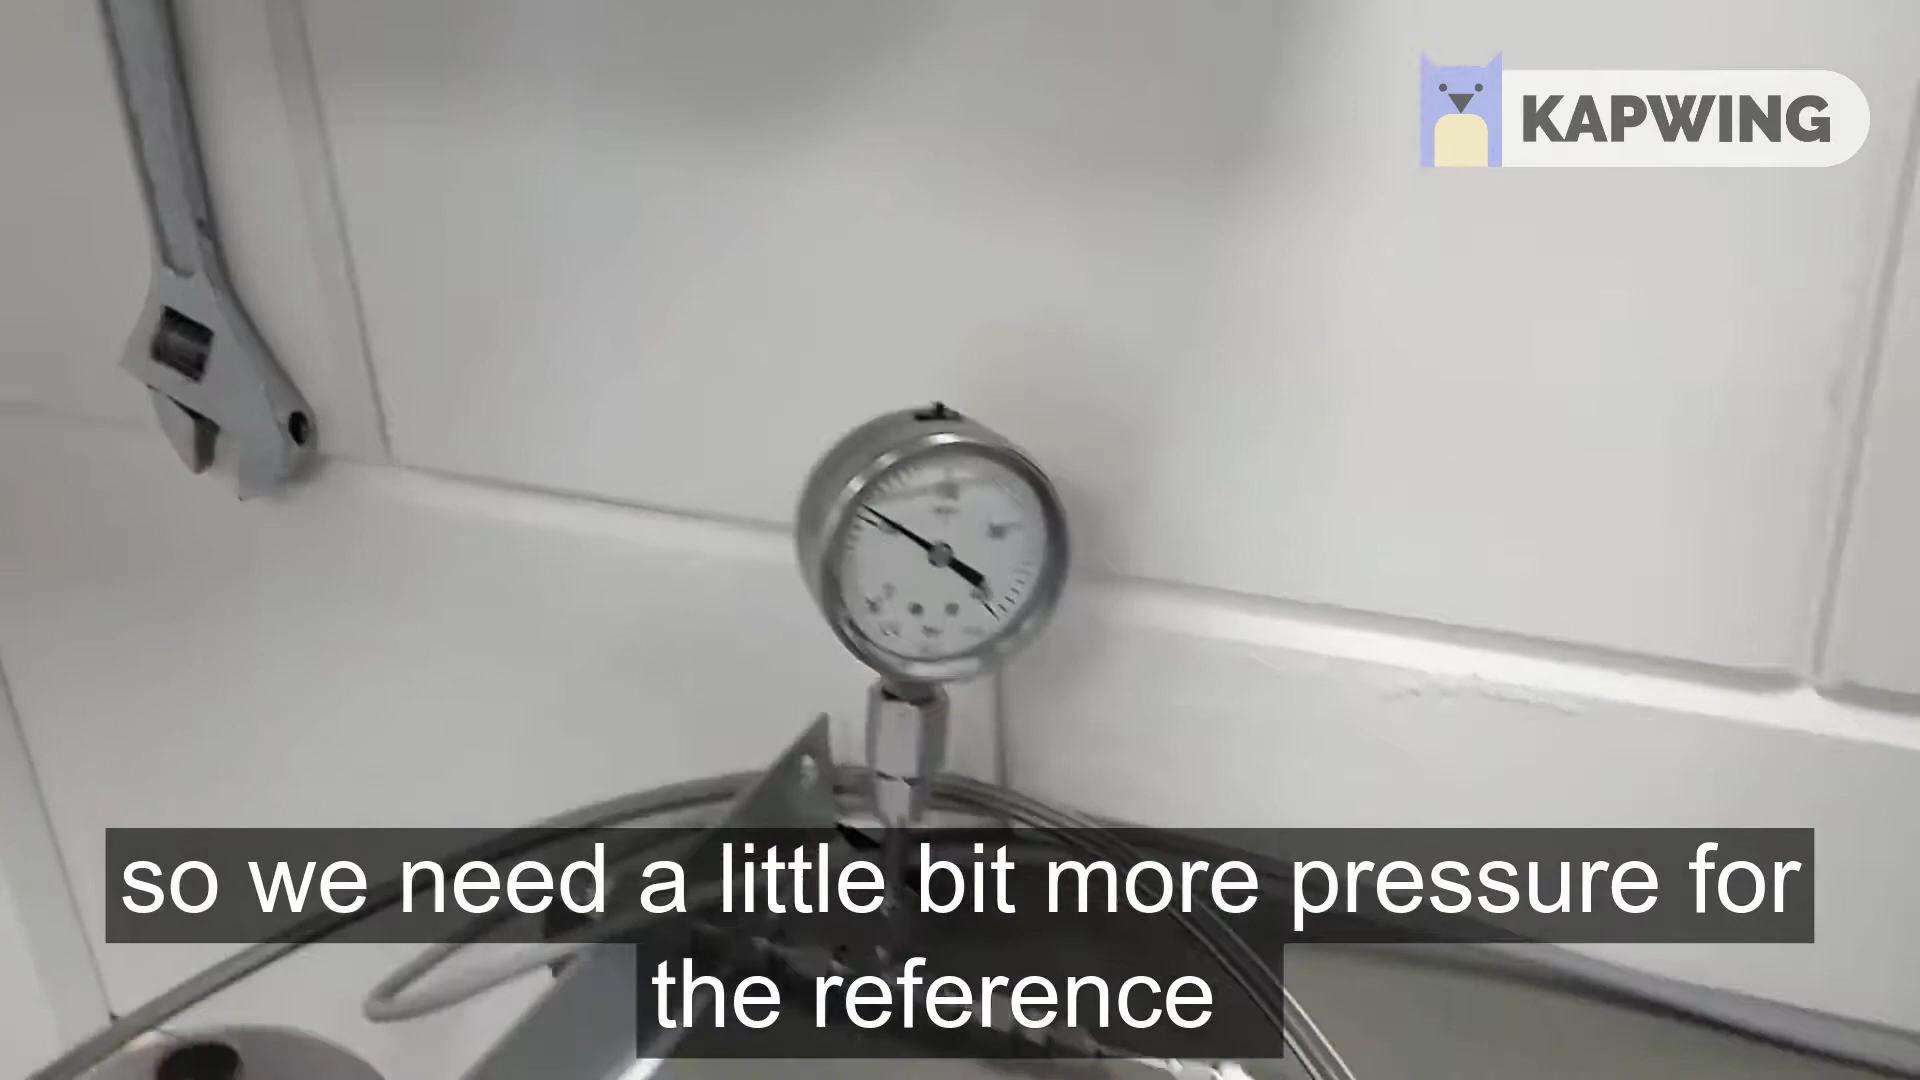 KAPWING
so we need a little bit more pressure for
the reference